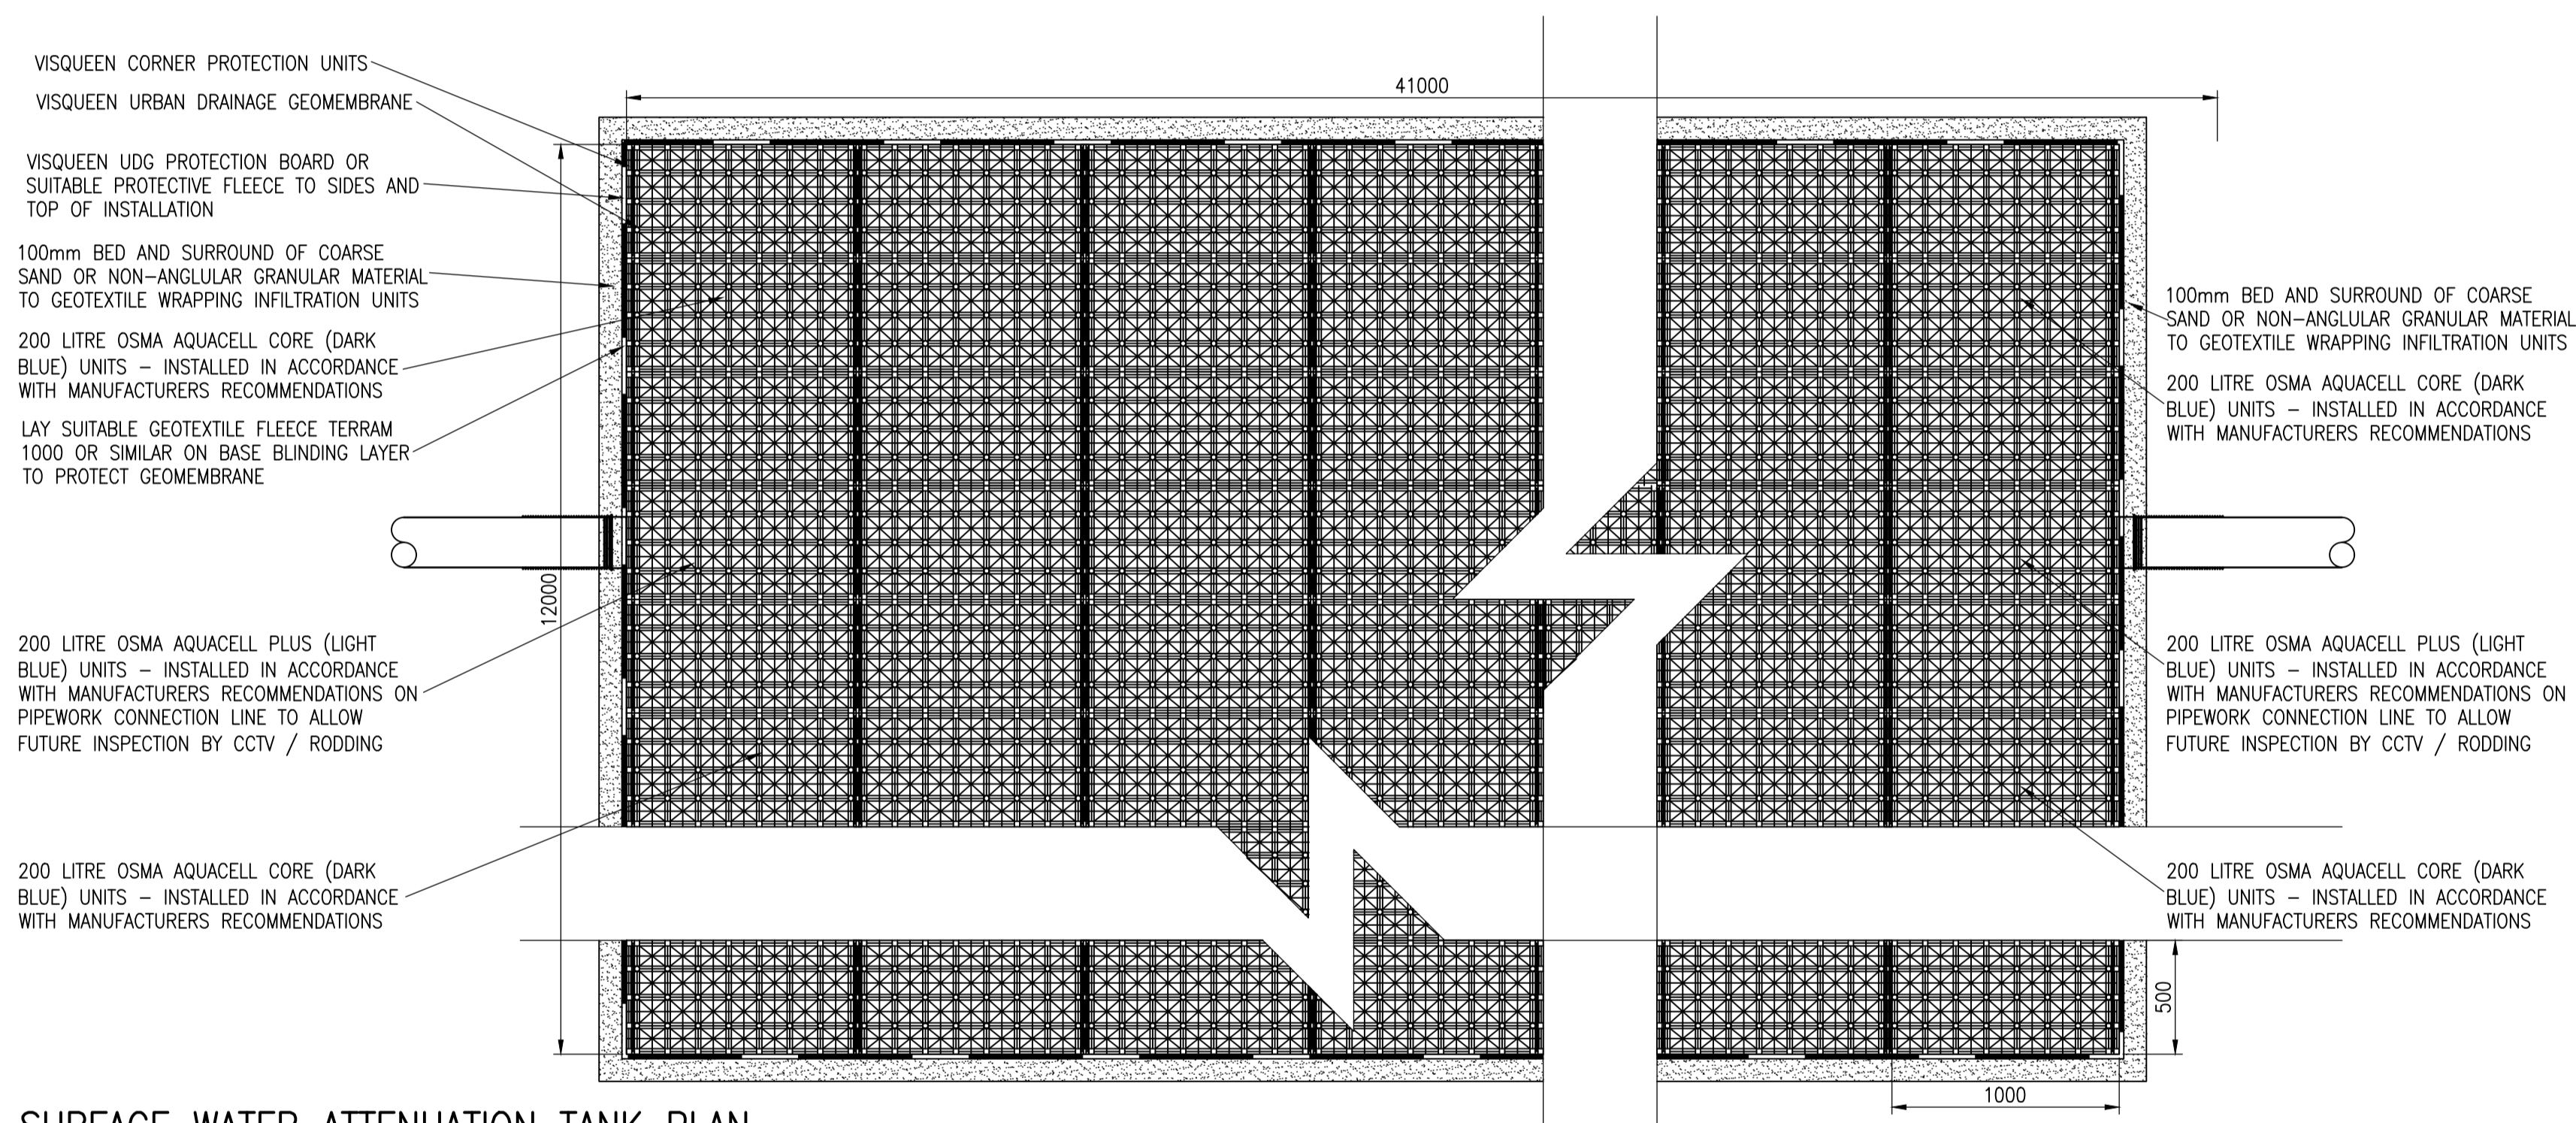 VISQUEEN CORNER PROTECTION UNITS
VISQUEEN URBAN DRAINAGE GEOMEMBRANE
VISQUEEN UDG PROTECTION BOARD OR
SUITABLE PROTECTIVE FLEECE TO SIDES AND
TOP OF INSTALLATION
100mm BED AND SURROUND OF COARSE
SAND OR NON-ANGLULAR GRANULAR MATERIAL
TO GEOTEXTILE WRAPPING INFILTRATION UNITS
200 LITRE OSMA AQUACELL CORE (DARK
BLUE) UNITS – INSTALLED IN ACCORDANCE
WITH MANUFACTURERS RECOMMENDATIONS
LAY SUITABLE GEOTEXTILE FLEECE TERRAM
1000 OR SIMILAR ON BASE BLINDING LAYER
TO PROTECT GEOMEMBRANE
200 LITRE OSMA AQUACELL PLUS (LIGHT
BLUE) UNITS – INSTALLED IN ACCORDANCE
WITH MANUFACTURERS RECOMMENDATIONS ON
PIPEWORK CONNECTION LINE TO ALLOW
FUTURE INSPECTION BY CCTV / RODDING
200 LITRE OSMA AQUACELL CORE (DARK
BLUE) UNITS – INSTALLED IN ACCORDANCE
WITH MANUFACTURERS RECOMMENDATIONS
41000
12000
100mm BED AND SURROUND OF COARSE
SAND OR NON-ANGLULAR GRANULAR MATERIAL
TO GEOTEXTILE WRAPPING INFILTRATION UNITS
200 LITRE OSMA AQUACELL CORE (DARK
BLUE) UNITS – INSTALLED IN ACCORDANCE
WITH MANUFACTURERS RECOMMENDATIONS
200 LITRE OSMA AQUACELL PLUS (LIGHT
BLUE) UNITS – INSTALLED IN ACCORDANCE
WITH MANUFACTURERS RECOMMENDATIONS ON
PIPEWORK CONNECTION LINE TO ALLOW
FUTURE INSPECTION BY CCTV / RODDING
200 LITRE OSMA AQUACELL CORE (DARK
BLUE) UNITS – INSTALLED IN ACCORDANCE
WITH MANUFACTURERS RECOMMENDATIONS
500
1000
SURFACE WATER ATTENUATION TANK PLAN